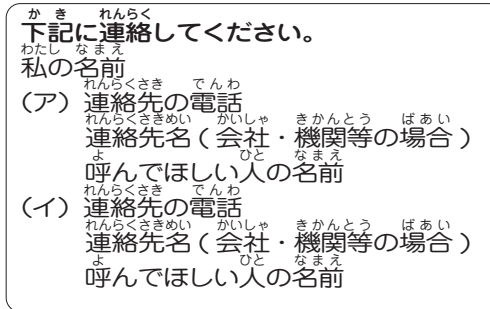 下記に連絡してください。
私の名前
（ア）連絡先の電話
連絡先名（会社・機関等の場合）
呼んでほしい人の名前
（イ）連絡先の電話
連絡先名（会社・機関等の場合）
呼んでほしい人の名前